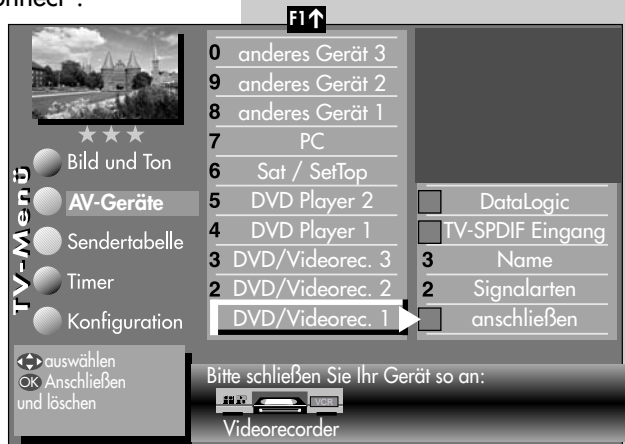 onnect".
F1↑
TV-Menü
Bild und Ton
AV-Geräte
Sendertabelle
Timer
Konfiguration
0 anderes Gerät 3
9 anderes Gerät 2
8 anderes Gerät 1
7 PC
6 Sat / SetTop
5 DVD Player 2
4 DVD Player 1
3 DVD/Videorec. 3
2 DVD/Videorec. 2
DVD/Videorec. 1
DataLogic
TV-SPDIF Eingang
3 Name
2 Signalarten
anschließen
auswählen
OK Anschließen
und löschen
Bitte schließen Sie Ihr Gerät so an:
VCR
Videorecorder